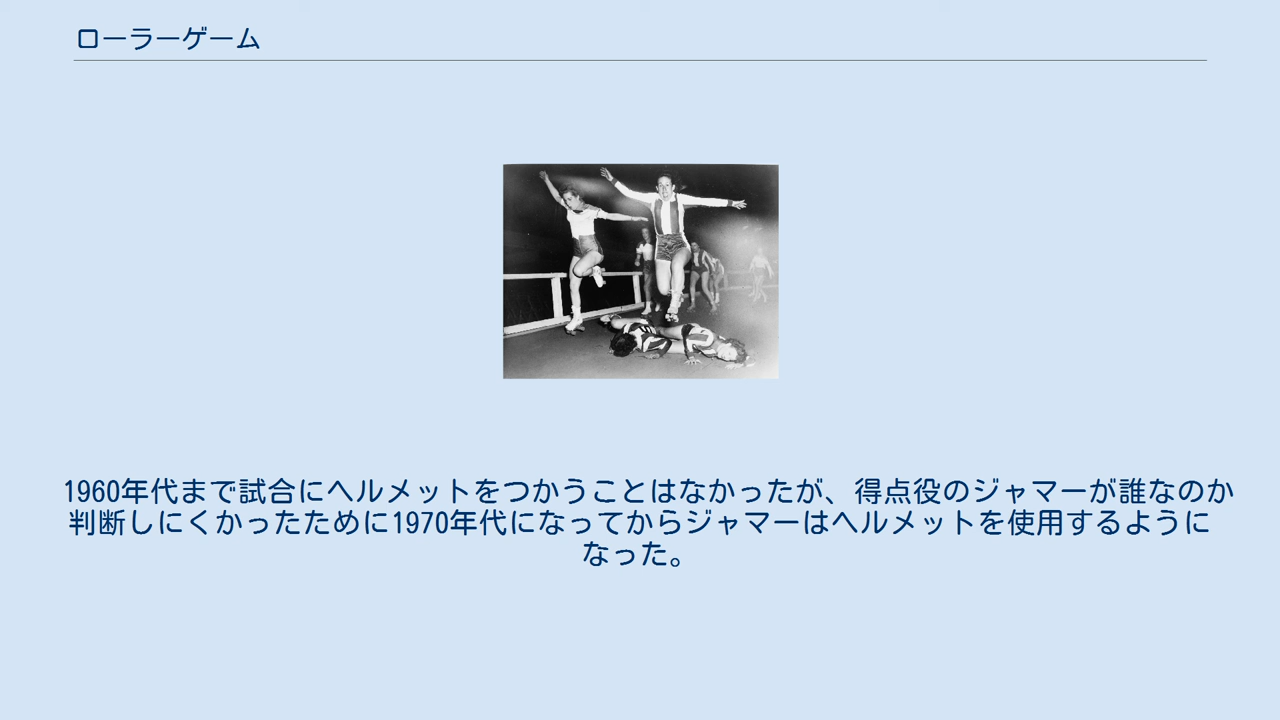 ローラーゲーム
1960年代まで試合にヘルメットをつかうことはなかったが、得点役のジャマーが誰なのか
判断しにくかったために1970年代になってからジャマーはヘルメットを使用するように
なった。